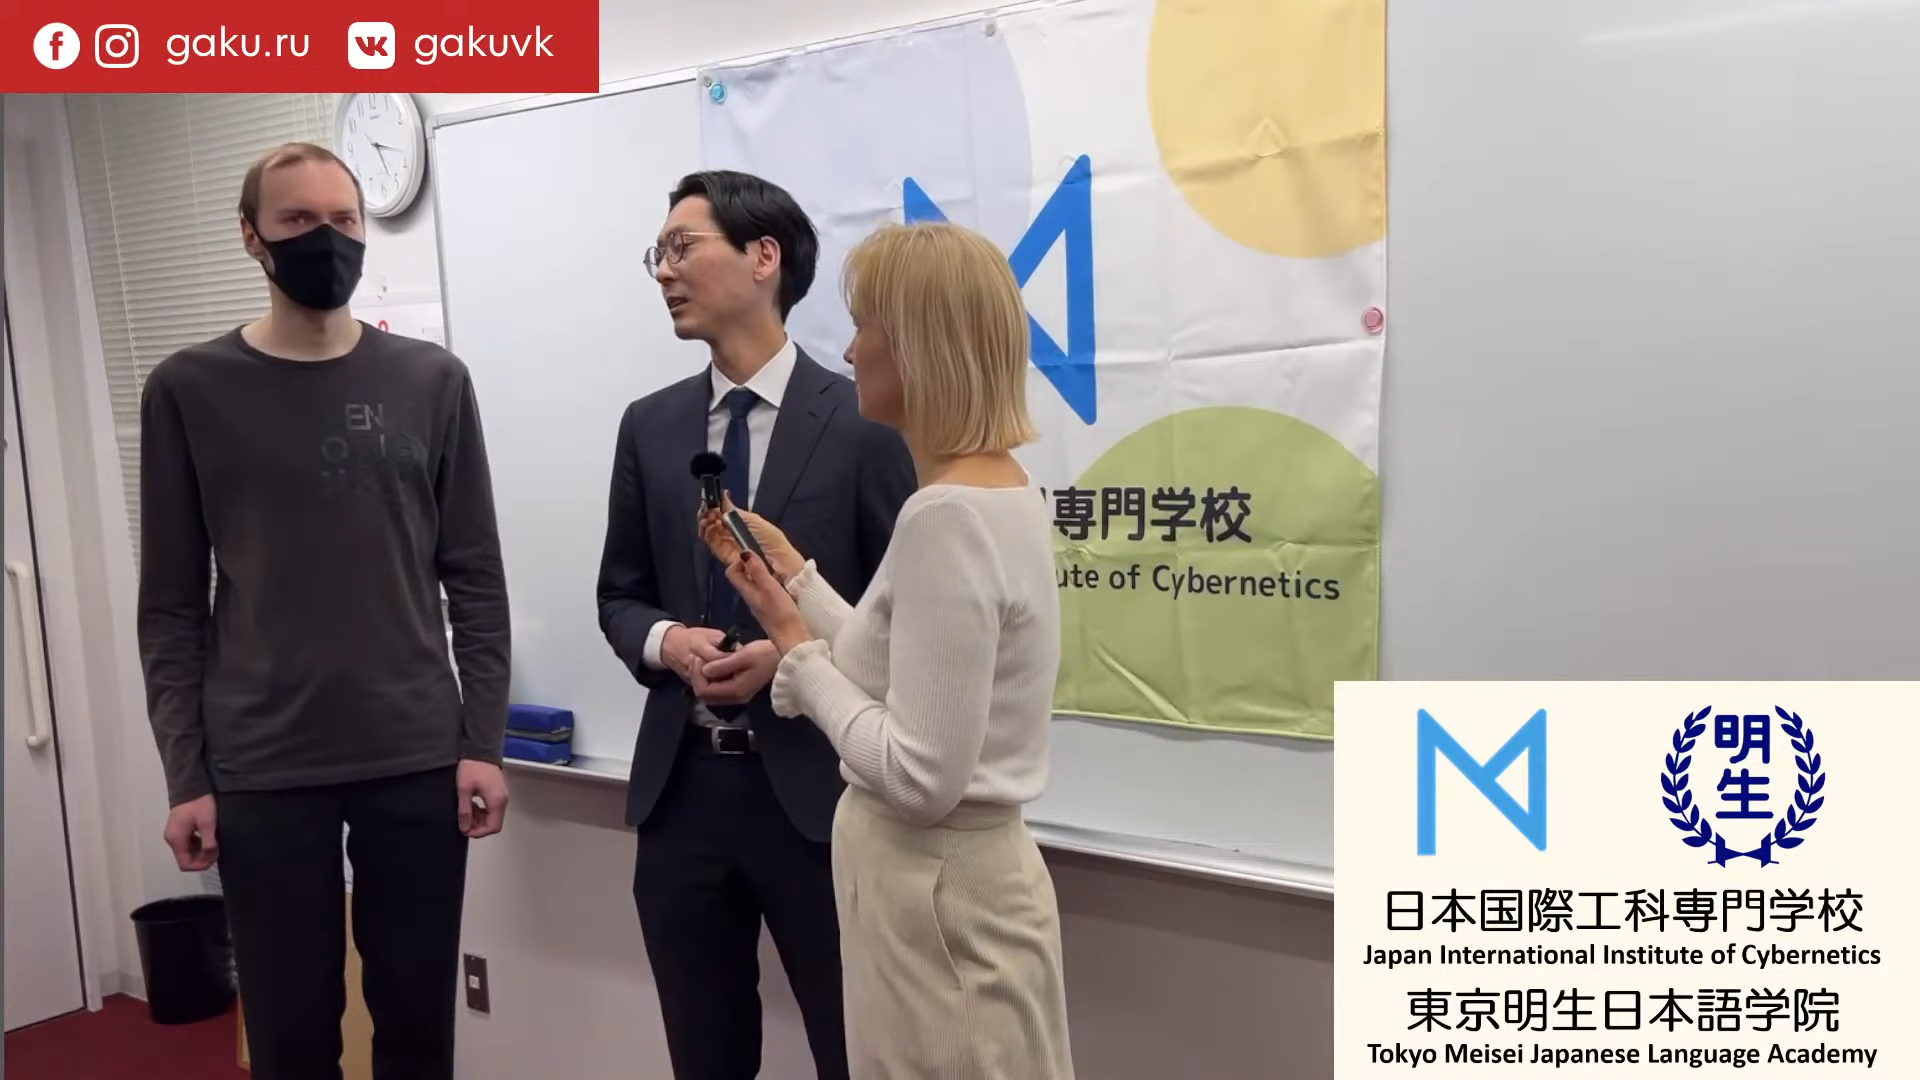 gaku.ru gakuvk
EN
専門学校
ute of Cybernetics
明生
日本国際工科専門学校
Japan International Institute of Cybernetics
東京明生日本語学院
Tokyo Meisei Japanese Language Academy